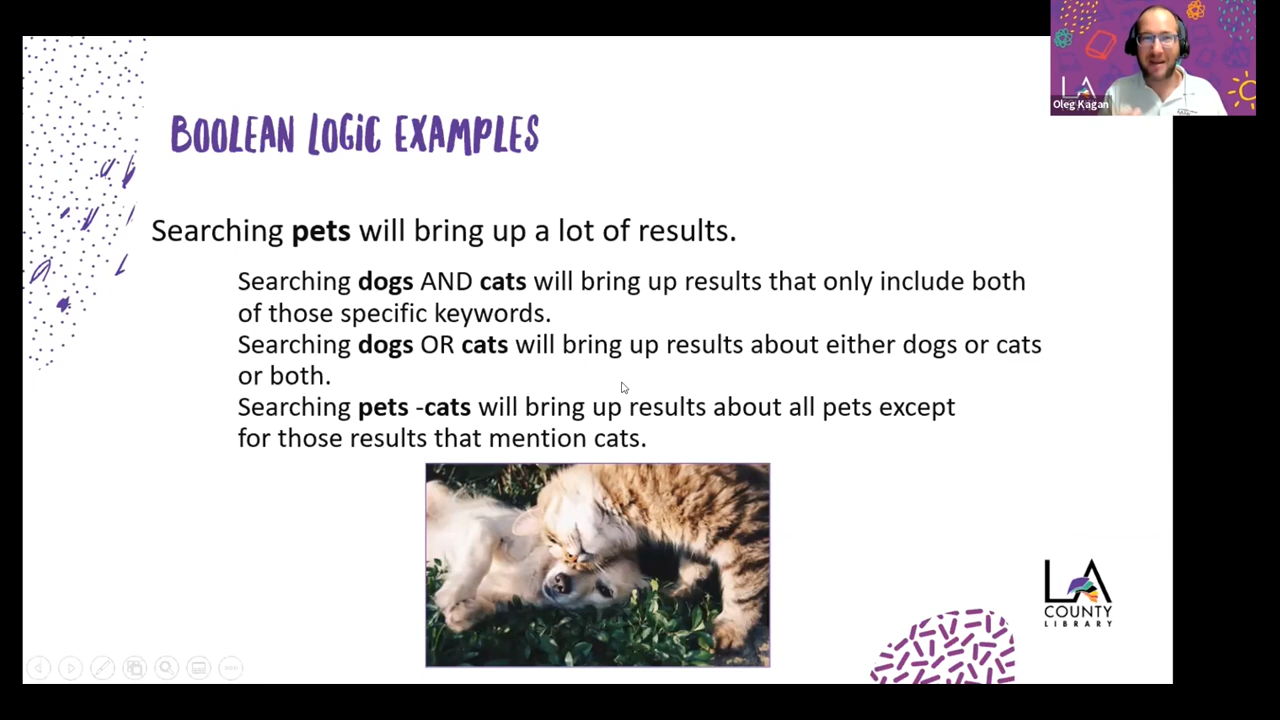 LA
Oleg Kagan
BOOLEAN LOGIC EXAMPLES
Searching pets will bring up a lot of results.
Searching dogs AND cats will bring up results that only include both
of those specific keywords.
Searching dogs OR cats will bring up results about either dogs or cats
or both.
Searching pets -cats will bring up results about all pets except
for those results that mention cats.
LA
COUNTY
LIBRARY